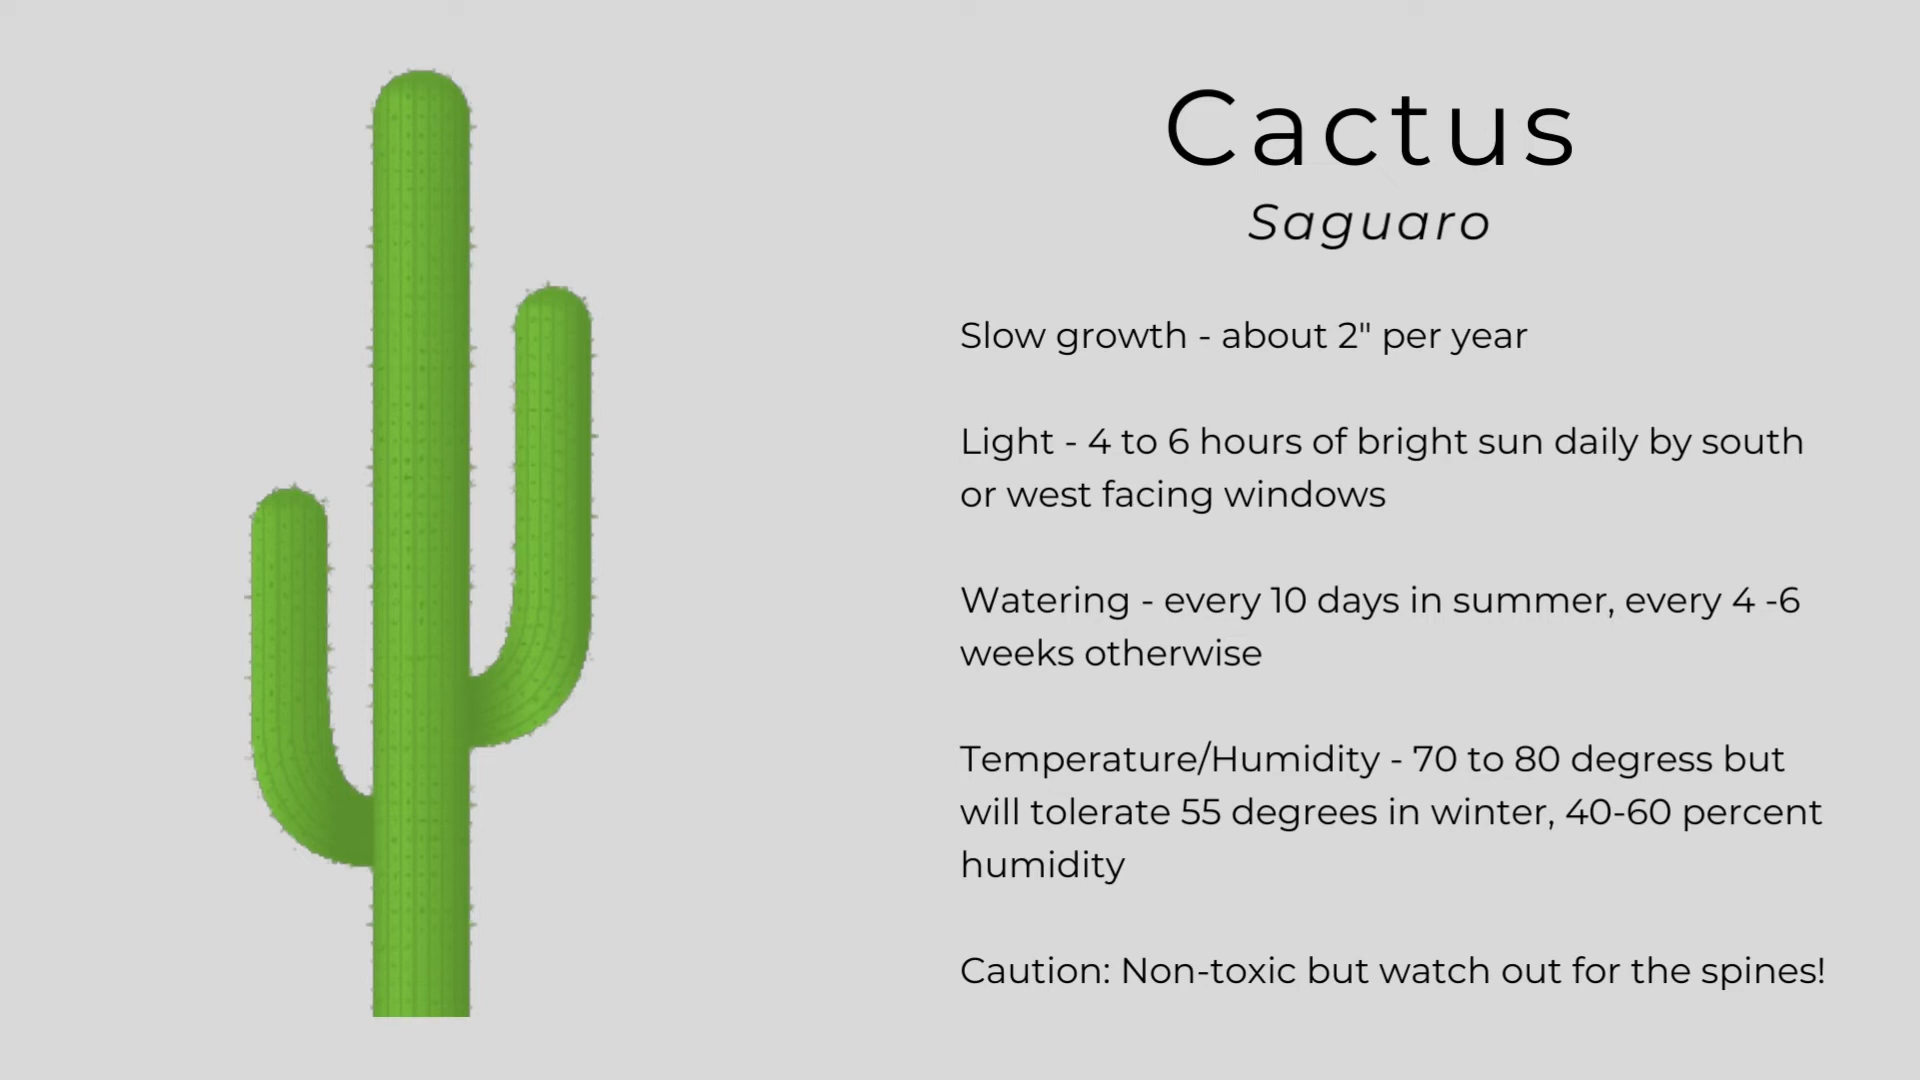 Cactus
Saguaro
Slow growth - about 2" per year
Light - 4 to 6 hours of bright sun daily by south
or west facing windows
Watering - every 10 days in summer, every 4 -6
weeks otherwise
Temperature/Humidity - 70 to 80 degress but
will tolerate 55 degrees in winter, 40-60 percent
humidity
Caution: Non-toxic but watch out for the spines!